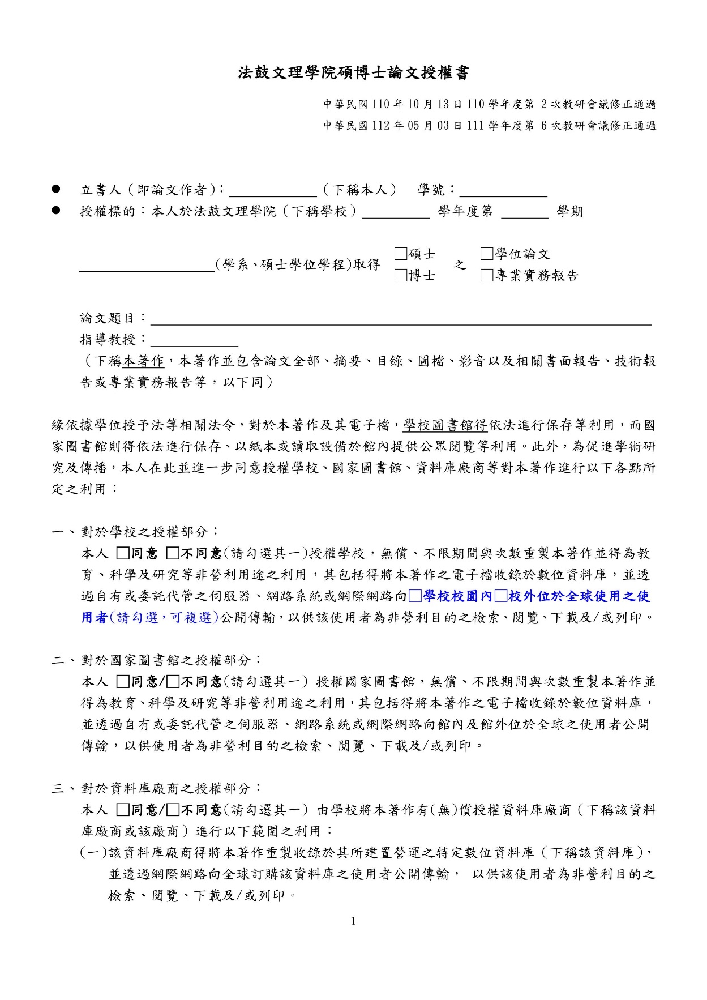 法鼓文理學院碩博士論文授權書
中華民國 110 年 10 月 13 日 110 學年度第 2 次教研會議修正通過
中華民國 112 年 05 月 03 日 111 學年度第 6 次教研會議修正通過
● 立書人（即論文作者）：____________（下稱本人） 學號：____________
● 授權標的：本人於法鼓文理學院（下稱學校）_________ 學年度第 ______ 學期
□碩士 □學位論文
__________________(學系、碩士學位學程)取得 之
□博士 □專業實務報告
論文題目：____________________________________________________________________
指導教授：____________
（下稱本著作，本著作並包含論文全部、摘要、目錄、圖檔、影音以及相關書面報告、技術報
告或專業實務報告等，以下同）
緣依據學位授予法等相關法令，對於本著作及其電子檔，學校圖書館得依法進行保存等利用，而國
家圖書館則得依法進行保存、以紙本或讀取設備於館內提供公眾閱覽等利用。此外，為促進學術研
究及傳播，本人在此並進一步同意授權學校、國家圖書館、資料庫廠商等對本著作進行以下各點所
定之利用：
一、對於學校之授權部分：
本人 □同意 □不同意(請勾選其一)授權學校，無償、不限期間與次數重製本著作並得為教
育、科學及研究等非營利用途之利用，其包括得將本著作之電子檔收錄於數位資料庫，並透
過自有或委託代管之伺服器、網路系統或網際網路向□學校校園內□校外位於全球使用之使
用者(請勾選，可複選)公開傳輸，以供該使用者為非營利目的之檢索、閱覽、下載及/或列印。
二、對於國家圖書館之授權部分：
本人 □同意/□不同意(請勾選其一) 授權國家圖書館，無償、不限期間與次數重製本著作並
得為教育、科學及研究等非營利用途之利用，其包括得將本著作之電子檔收錄於數位資料庫，
並透過自有或委託代管之伺服器、網路系統或網際網路向館內及館外位於全球之使用者公開
傳輸，以供使用者為非營利目的之檢索、閱覽、下載及/或列印。
三、對於資料庫廠商之授權部分：
本人 □同意/□不同意(請勾選其一) 由學校將本著作有(無)償授權資料庫廠商（下稱該資料
庫廠商或該廠商）進行以下範圍之利用：
(一)該資料庫廠商得將本著作重製收錄於其所建置營運之特定數位資料庫（下稱該資料庫），
並透過網際網路向全球訂購該資料庫之使用者公開傳輸， 以供該使用者為非營利目的之
檢索、閱覽、下載及/或列印。
1